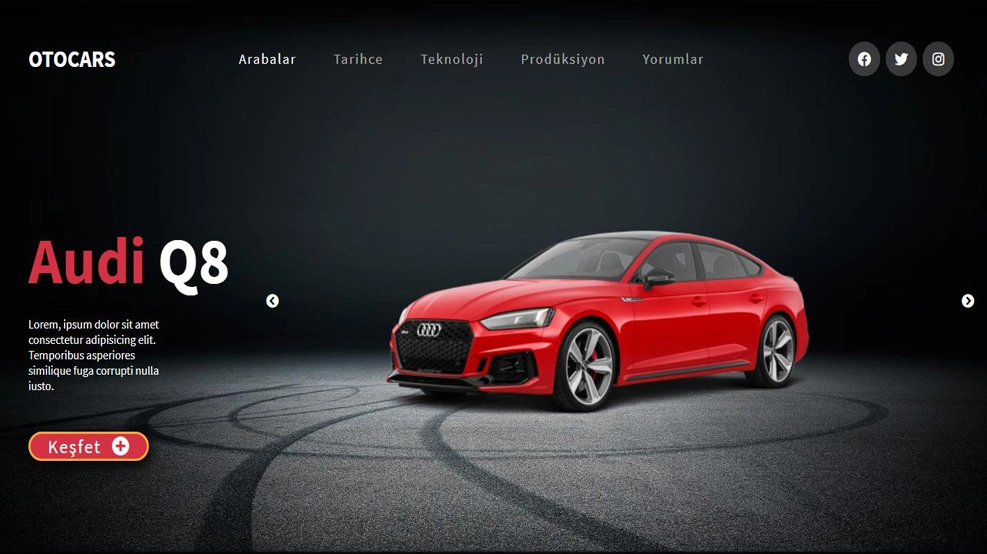 OTOCARS
Arabalar
Tarihce
Teknoloji
Prodüksiyon
Yorumlar
Audi Q8
Lorem, ipsum dolor sit amet
consectetur adipisicing elit.
Temporibus asperiores
similique fuga corrupti nulla
iusto.
Keşfet